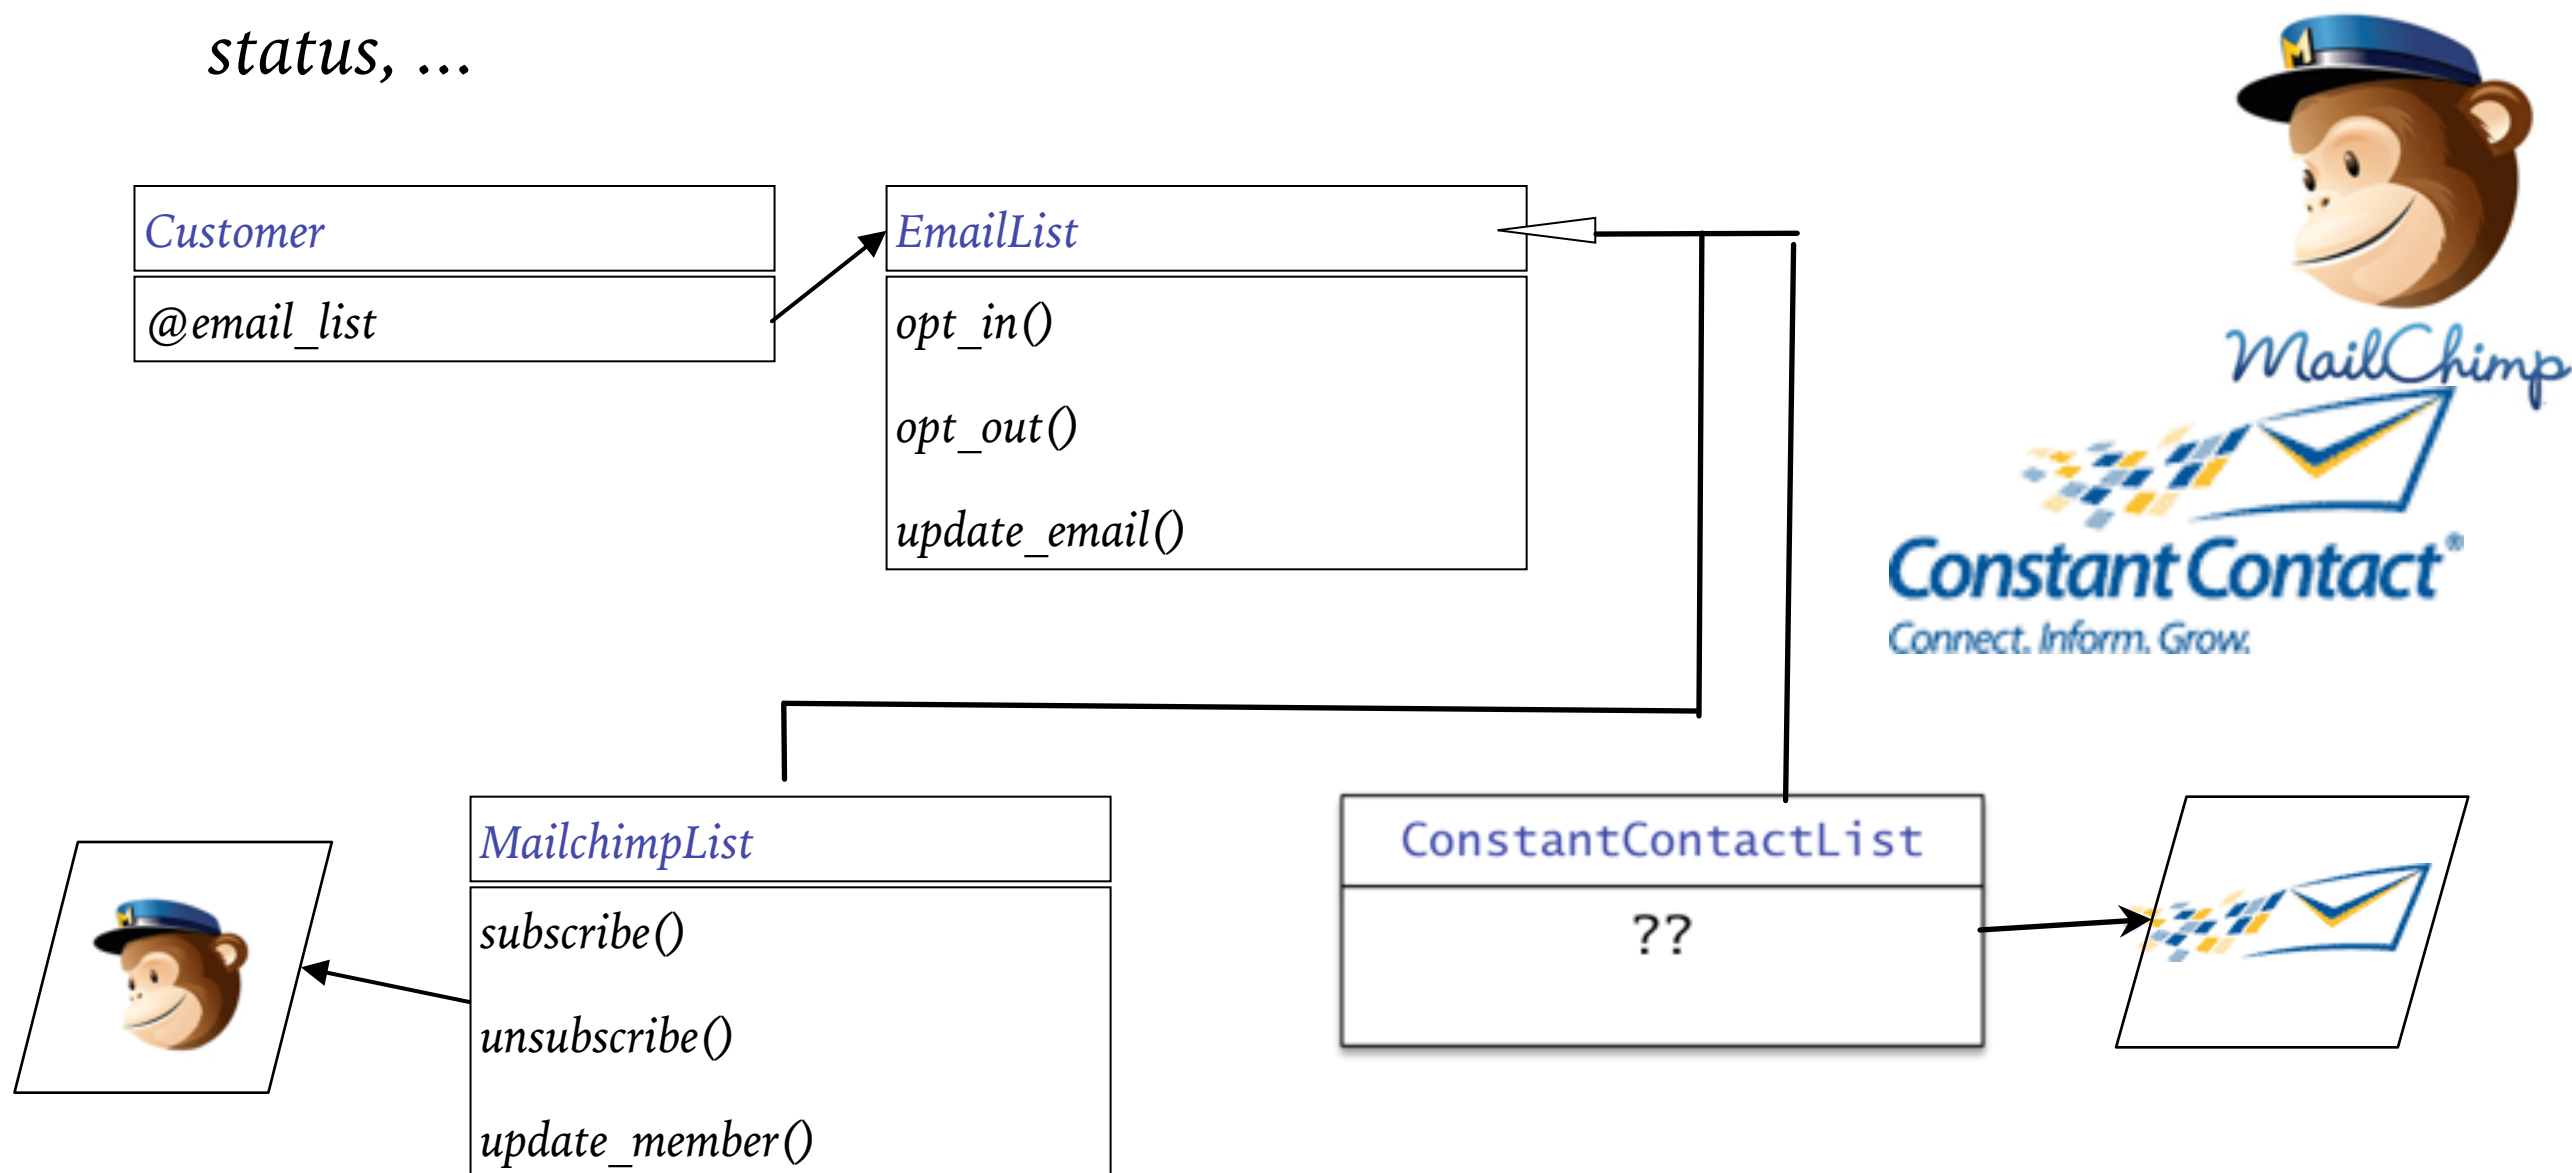 status, ...
Customer
@email_list
EmailList
opt_in()
opt_out()
update_email()
MailChimp
Constant Contact®
Connect. Inform. Grow.
MailchimpList
subscribe()
unsubscribe()
update_member()
ConstantContactList
??